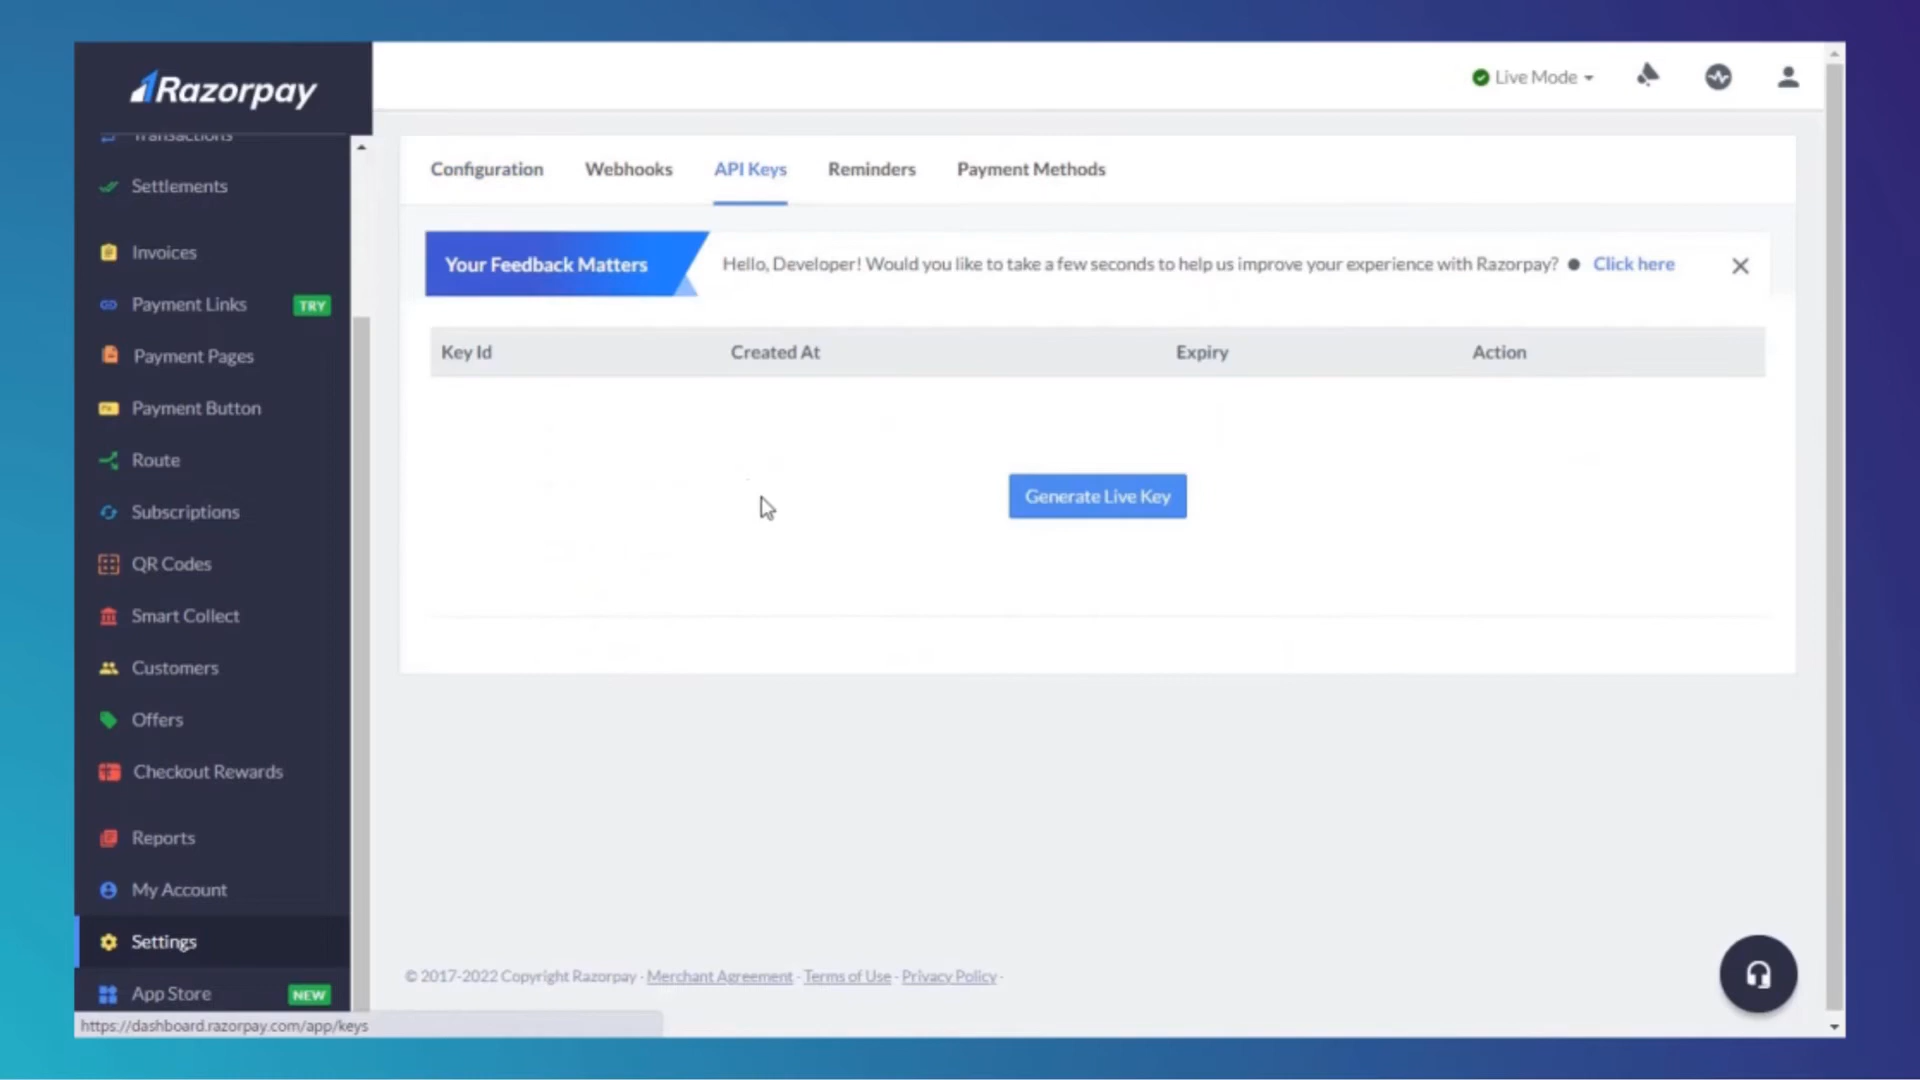 Razorpay
Live Mode
Transactions
Settlements
Invoices
Payment Links TRY
Payment Pages
Payment Button
Route
Subscriptions
QR Codes
Smart Collect
Customers
Offers
Checkout Rewards
Reports
My Account
Settings
App Store NEW
Configuration Webhooks API Keys Reminders Payment Methods
Your Feedback Matters Hello, Developer! Would you like to take a few seconds to help us improve your experience with Razorpay? ● Click here
Key Id Created At Expiry Action
Generate Live Key
© 2017-2022 Copyright Razorpay · Merchant Agreement · Terms of Use · Privacy Policy ·
https://dashboard.razorpay.com/app/keys